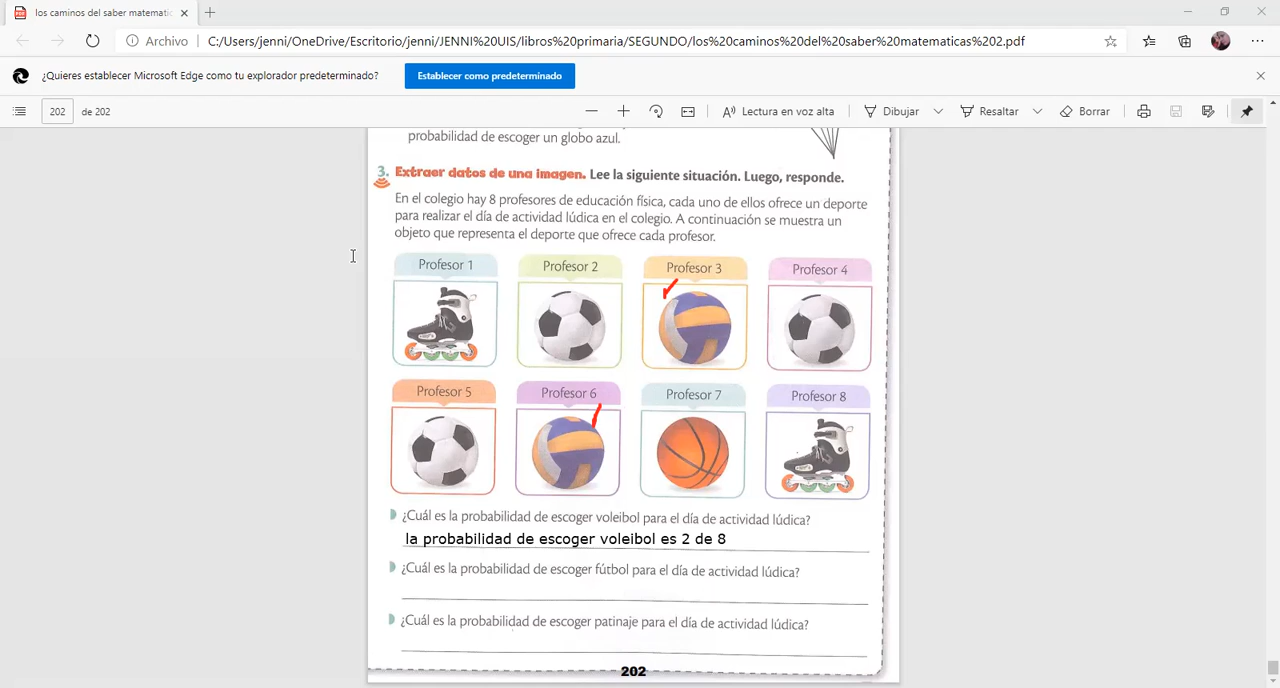 los caminos del saber matematic
Archivo
C:/Users/jenni/OneDrive/Escritorio/jenni/JENNI%20UIS/libros%20primaria/SEGUNDO/los%20caminos%20del%20saber%20matematicas%202.pdf
¿Quieres establecer Microsoft Edge como tu explorador predeterminado?
Establecer como predeterminado
202 de 202
Lectura en voz alta
Dibujar
Resaltar
Borrar
probabilidad de escoger un globo azul.
3. Extraer datos de una imagen. Lee la siguiente situación. Luego, responde.
En el colegio hay 8 profesores de educación física, cada uno de ellos ofrece un deporte
para realizar el día de actividad lúdica en el colegio. A continuación se muestra un
objeto que representa el deporte que ofrece cada profesor.
Profesor 1
Profesor 2
Profesor 3
Profesor 4
Profesor 5
Profesor 6
Profesor 7
Profesor 8
¿Cuál es la probabilidad de escoger voleibol para el día de actividad lúdica?
la probabilidad de escoger voleibol es 2 de 8
¿Cuál es la probabilidad de escoger fútbol para el día de actividad lúdica?
¿Cuál es la probabilidad de escoger patinaje para el día de actividad lúdica?
202